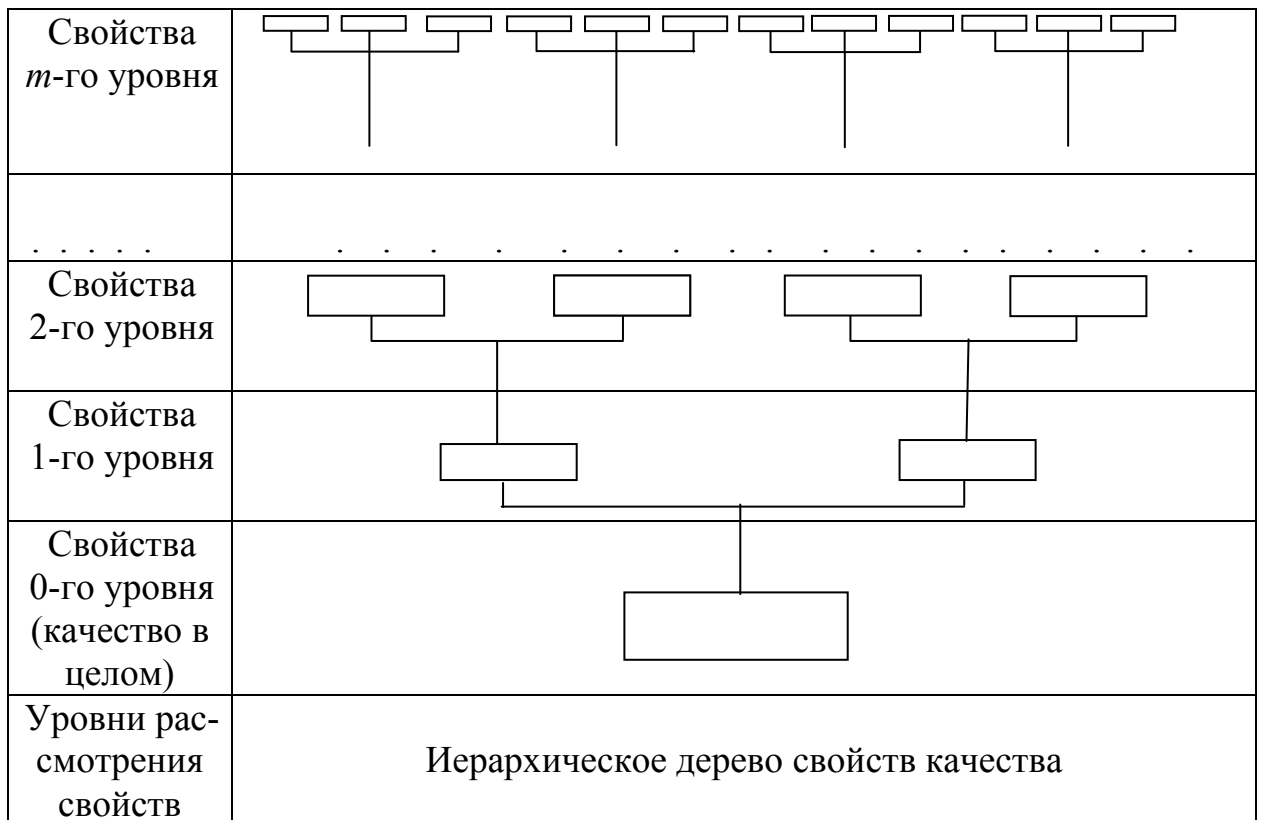 Свойства
m-го уровня
. . . . .
. . . . . . . . . . . . . . . . . .
Свойства
2-го уровня
Свойства
1-го уровня
Свойства
0-го уровня
(качество в
целом)
Уровни рас-
смотрения
свойств
Иерархическое дерево свойств качества